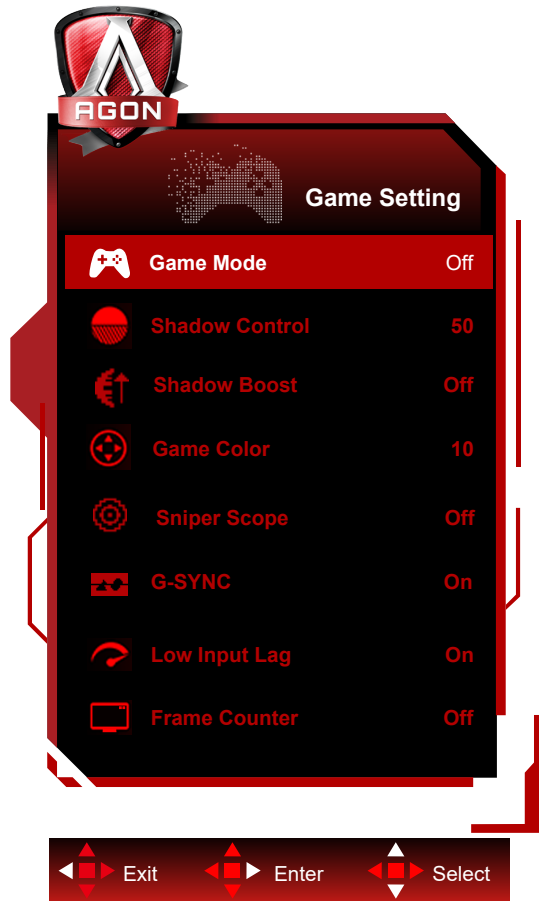 AGON
Game Setting
Game Mode Off
Shadow Control 50
Shadow Boost Off
Game Color 10
Sniper Scope Off
G-SYNC On
Low Input Lag On
Frame Counter Off
Exit Enter Select